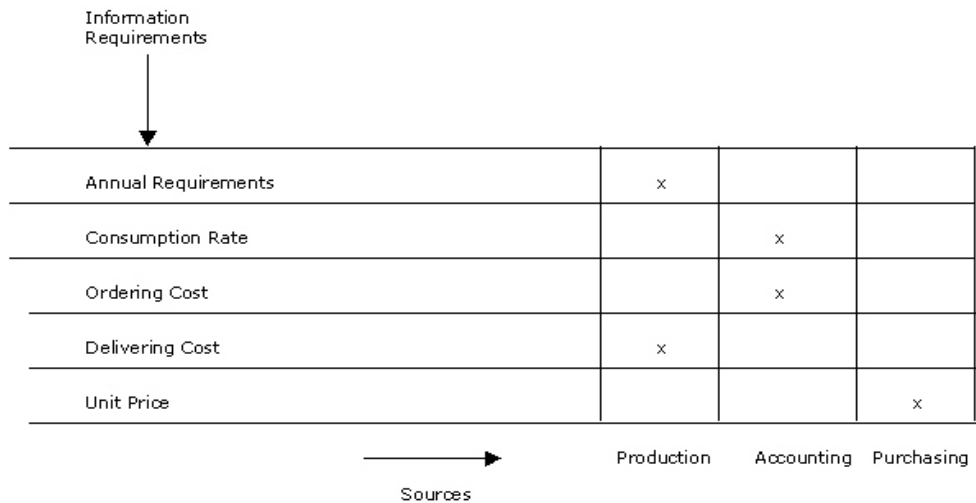 Information
Requirements
Annual Requirements x
Consumption Rate x
Ordering Cost x
Delivering Cost x
Unit Price x
Production Accounting Purchasing
Sources